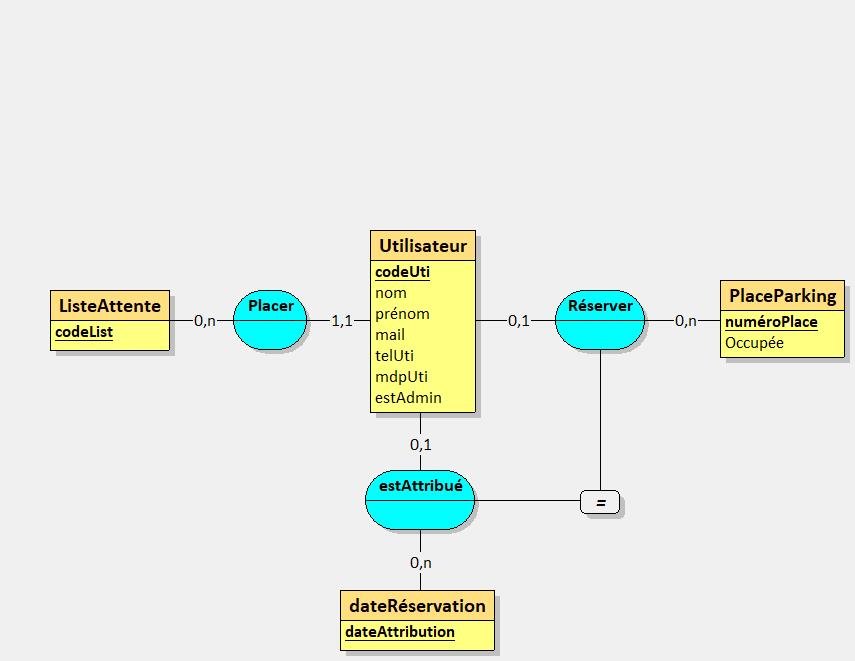 Utilisateur
codeUti
nom
prénom
mail
telUti
mdpUti
estAdmin
ListeAttente
codeList
0,n
Placer
1,1
0,1
Réserver
0,n
PlaceParking
numéroPlace
Occupée
0,1
estAttribué
=
0,n
dateRéservation
dateAttribution